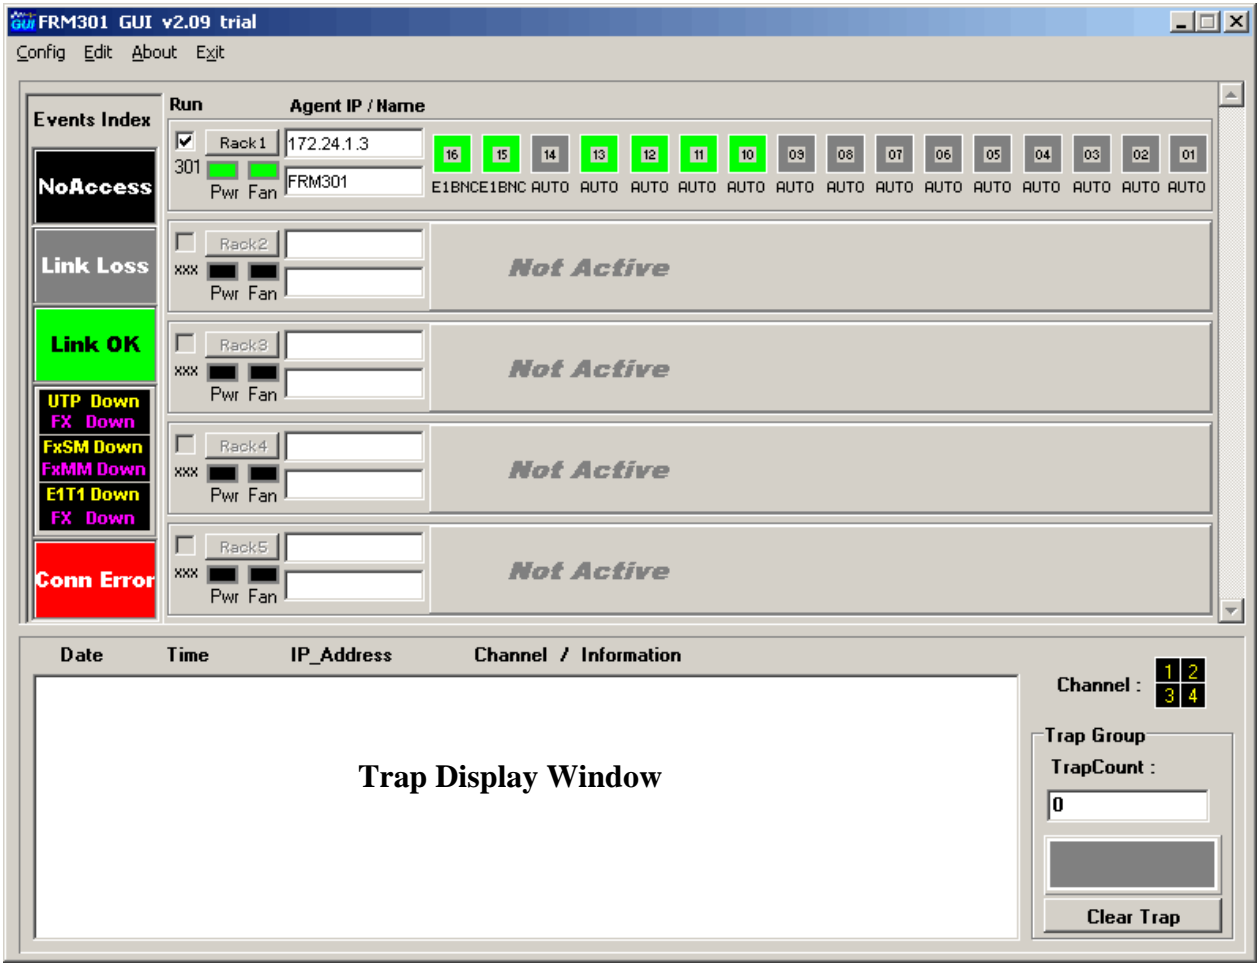 GUI FRM301 GUI v2.09 trial
Config Edit About Exit
Events Index
NoAccess
Link Loss
Link OK
UTP Down
FX Down
FxSM Down
FxMM Down
E1T1 Down
FX Down
Conn Error
Run Agent IP / Name
Rack1 172.24.1.3
301
Pwr Fan FRM301
16 15 14 13 12 11 10 09 08 07 06 05 04 03 02 01
E1BNC E1BNC AUTO AUTO AUTO AUTO AUTO AUTO AUTO AUTO AUTO AUTO AUTO AUTO AUTO AUTO
Rack2
xxx
Pwr Fan
Not Active
Rack3
xxx
Pwr Fan
Not Active
Rack4
xxx
Pwr Fan
Not Active
Rack5
xxx
Pwr Fan
Not Active
Date Time IP_Address Channel / Information
Trap Display Window
Channel :
1 2
3 4
Trap Group
TrapCount :
0
Clear Trap